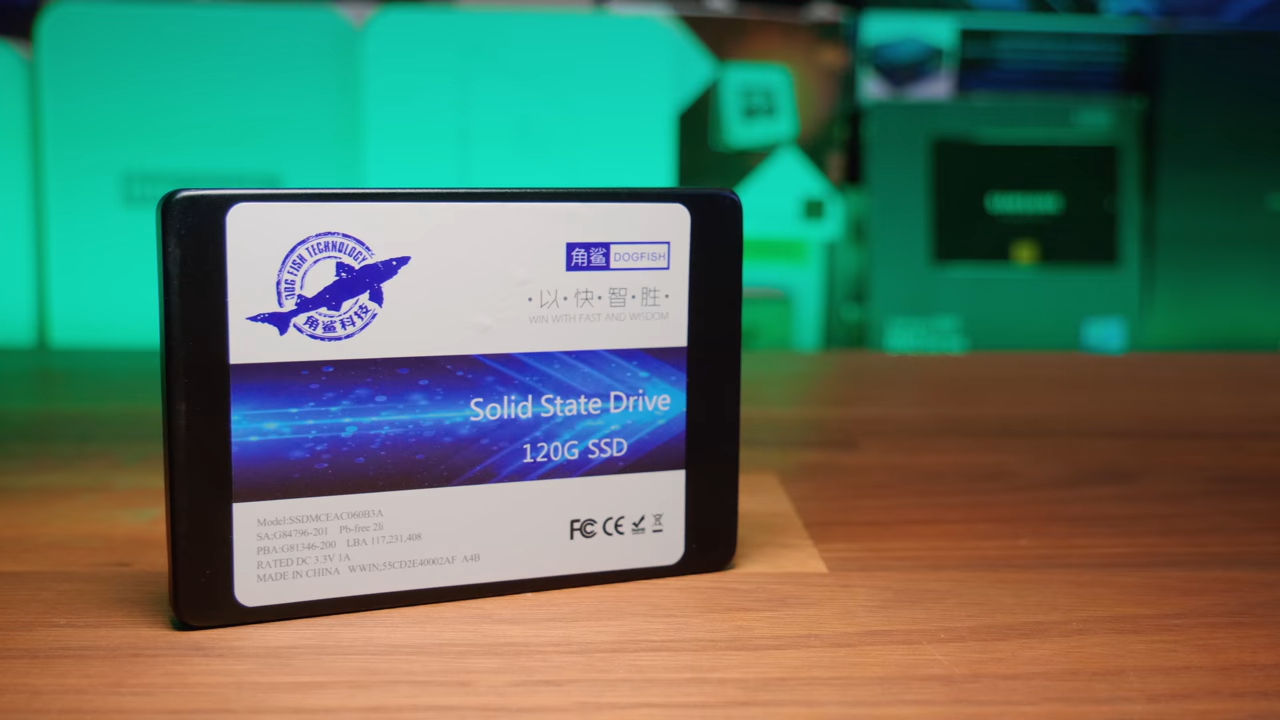 DOG FISH TECHNOLOGY
角鲨科技
角鲨 DOGFISH
·以·快·智·胜·
WIN WITH FAST AND WISDOM
Solid State Drive
120G SSD
Model:SSDMCEAC060B3A
SA:G84796-201 Pb-free 2li
PBA:G81346-200 LBA 117,231,408
RATED DC 3.3V 1A
MADE IN CHINA WWIN;55CD2E40002AF A4B
FC CE